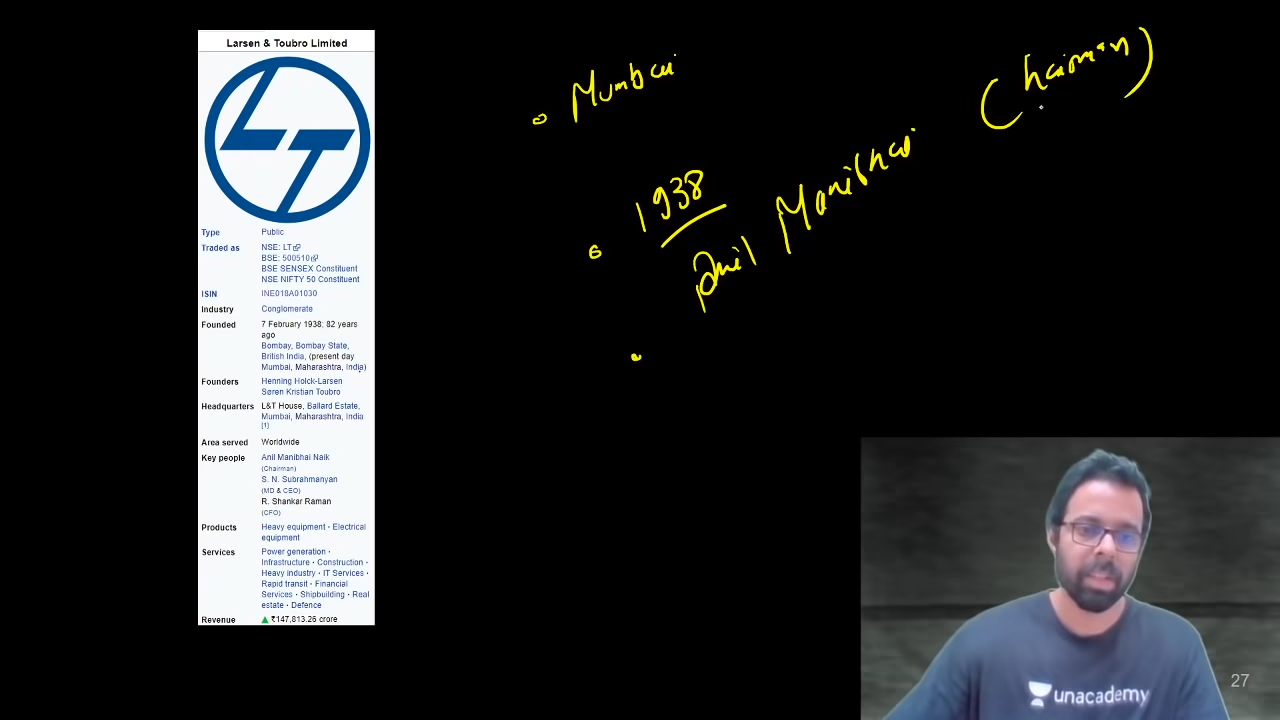 Larsen & Toubro Limited
LT
Type Public
Traded as NSE: LT
BSE: 500510
BSE SENSEX Constituent
NSE NIFTY 50 Constituent
ISIN INE018A01030
Industry Conglomerate
Founded 7 February 1938; 82 years
ago
Bombay, Bombay State,
British India, (present day
Mumbai, Maharashtra, India)
Founders Henning Holck-Larsen
Søren Kristian Toubro
Headquarters L&T House, Ballard Estate,
Mumbai, Maharashtra, India
[1]
Area served Worldwide
Key people Anil Manibhai Naik
(Chairman)
S. N. Subrahmanyan
(MD & CEO)
R. Shankar Raman
(CFO)
Products Heavy equipment · Electrical
equipment
Services Power generation ·
Infrastructure · Construction ·
Heavy industry · IT Services ·
Rapid transit · Financial
Services · Shipbuilding · Real
estate · Defence
Revenue ▲ ₹147,813.26 crore
Mumbai
1938
Anil Manibhai (Chairman)
unacademy
27